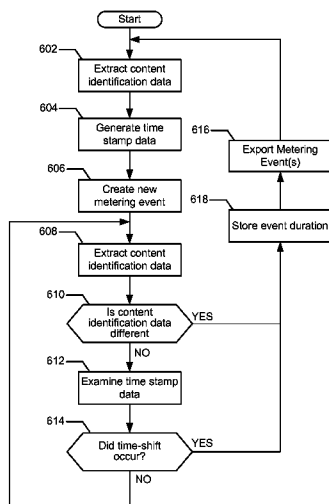 Start
602
Extract content
identification data
604
Generate time
stamp data
606
Create new
metering event
608
Extract content
identification data
610
Is content
identification data
different
YES
NO
612
Examine time stamp
data
614
Did time-shift
occur?
YES
NO
616
Export Metering
Event(s)
618
Store event duration